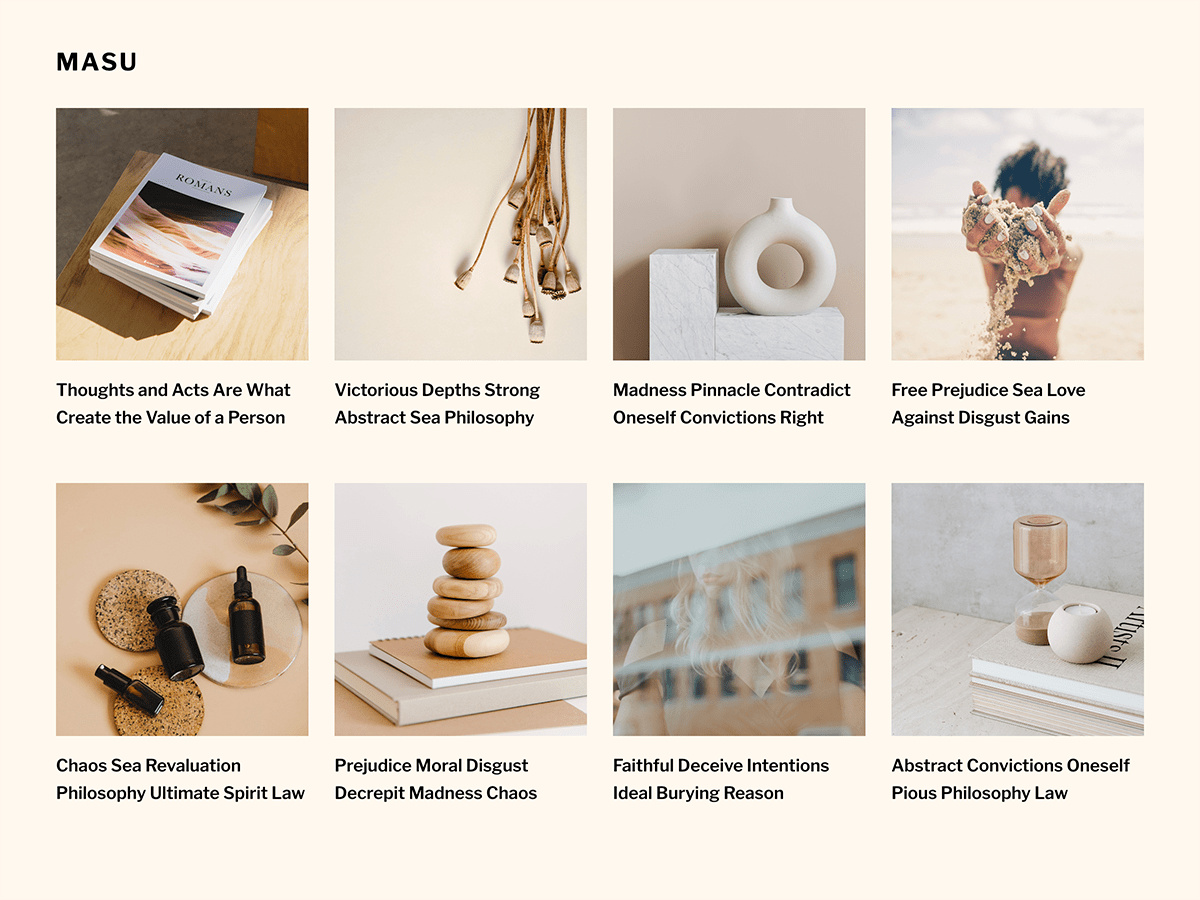 MASU
ROMANS
Thoughts and Acts Are What
Create the Value of a Person
Victorious Depths Strong
Abstract Sea Philosophy
Madness Pinnacle Contradict
Oneself Convictions Right
Free Prejudice Sea Love
Against Disgust Gains
Chaos Sea Revaluation
Philosophy Ultimate Spirit Law
Prejudice Moral Disgust
Decrepit Madness Chaos
Faithful Deceive Intentions
Ideal Burying Reason
Abstract Convictions Oneself
Pious Philosophy Law